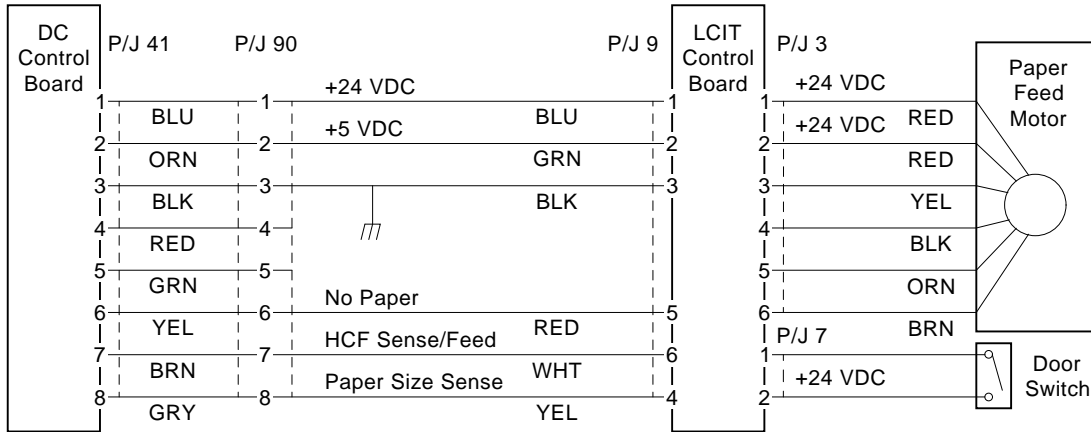 DC Control Board
P/J 41
P/J 90
P/J 9
LCIT Control Board
P/J 3
Paper Feed Motor
1 1 +24 VDC 1 1 +24 VDC
BLU BLU RED
2 2 +5 VDC 2 2 +24 VDC
ORN GRN RED
3 3 3 3
BLK BLK YEL
4 4 4
RED BLK
5 5 5
GRN ORN
6 6 No Paper 5 6
YEL RED BRN
P/J 7
7 7 HCF Sense/Feed 6 1
BRN WHT
8 8 Paper Size Sense 4 2 +24 VDC
GRY YEL
Door Switch